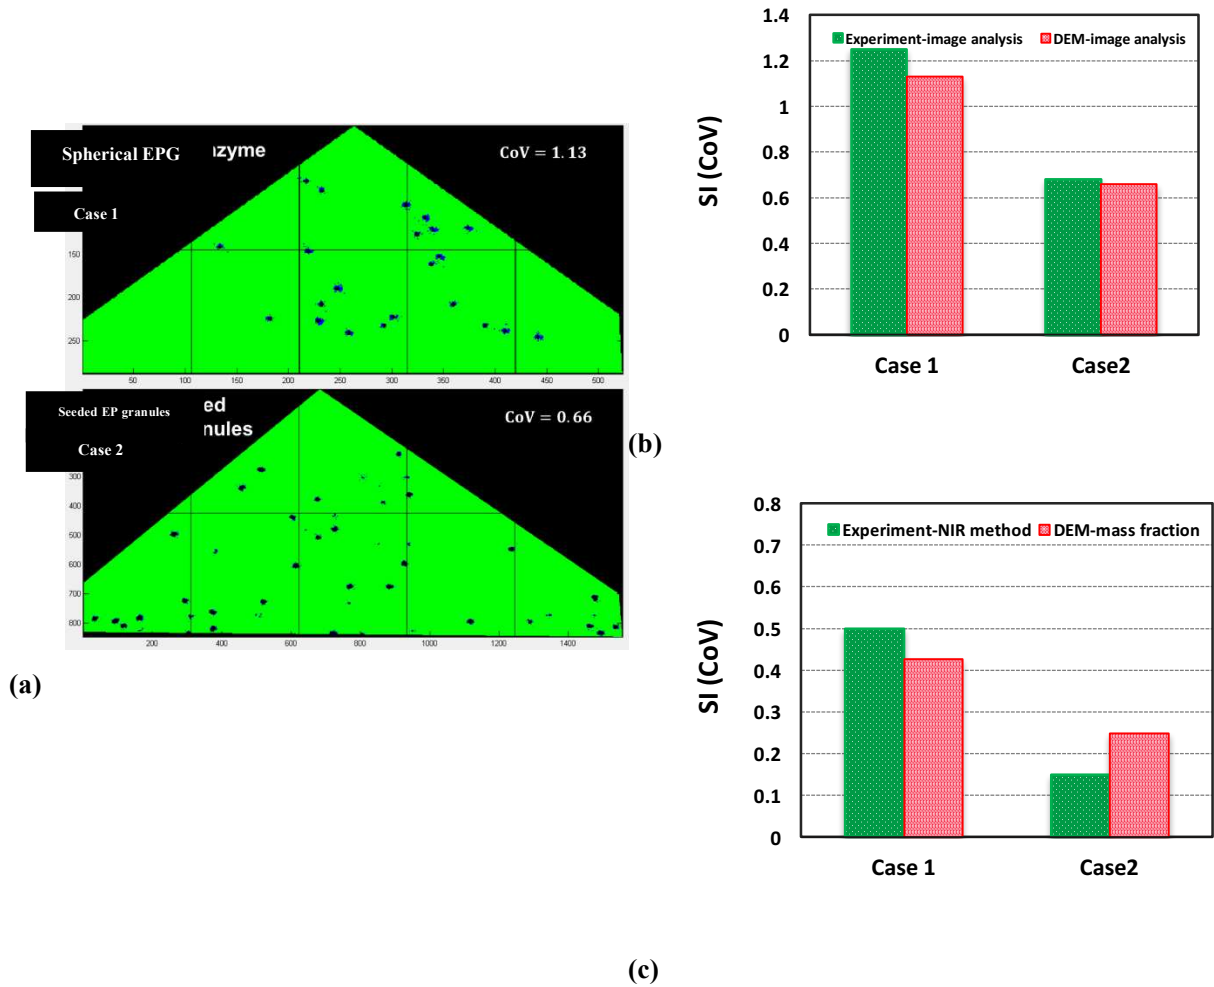 Spherical EPG
Case 1
CoV = 1.13
150
200
250
50 100 150 200 250 300 350 400 450 500
Seeded EP granules
Case 2
CoV = 0.66
300
400
500
600
700
800
200 400 600 800 1000 1200 1400
(a)
1.4
1.2
1
0.8
0.6
0.4
0.2
0
SI (CoV)
Experiment-image analysis DEM-image analysis
Case 1 Case2
(b)
0.8
0.7
0.6
0.5
0.4
0.3
0.2
0.1
0
SI (CoV)
Experiment-NIR method DEM-mass fraction
Case 1 Case2
(c)